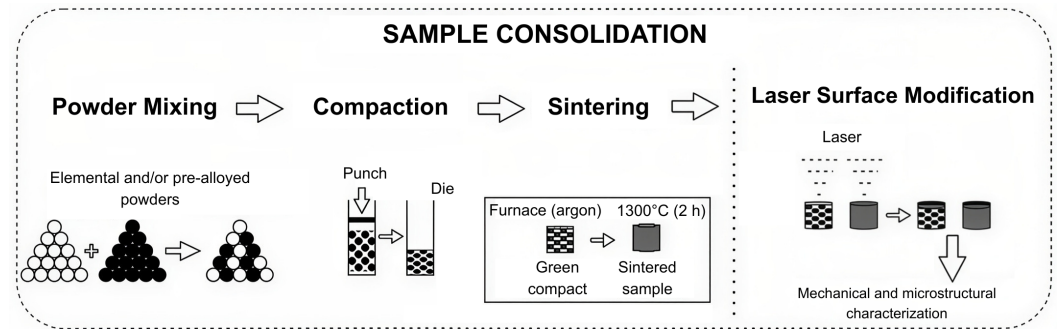 SAMPLE CONSOLIDATION
Powder Mixing
Compaction
Sintering
Laser Surface Modification
Elemental and/or pre-alloyed
powders
Punch
Die
Furnace (argon) 1300°C (2 h)
Green
compact
Sintered
sample
Laser
Mechanical and microstructural
characterization